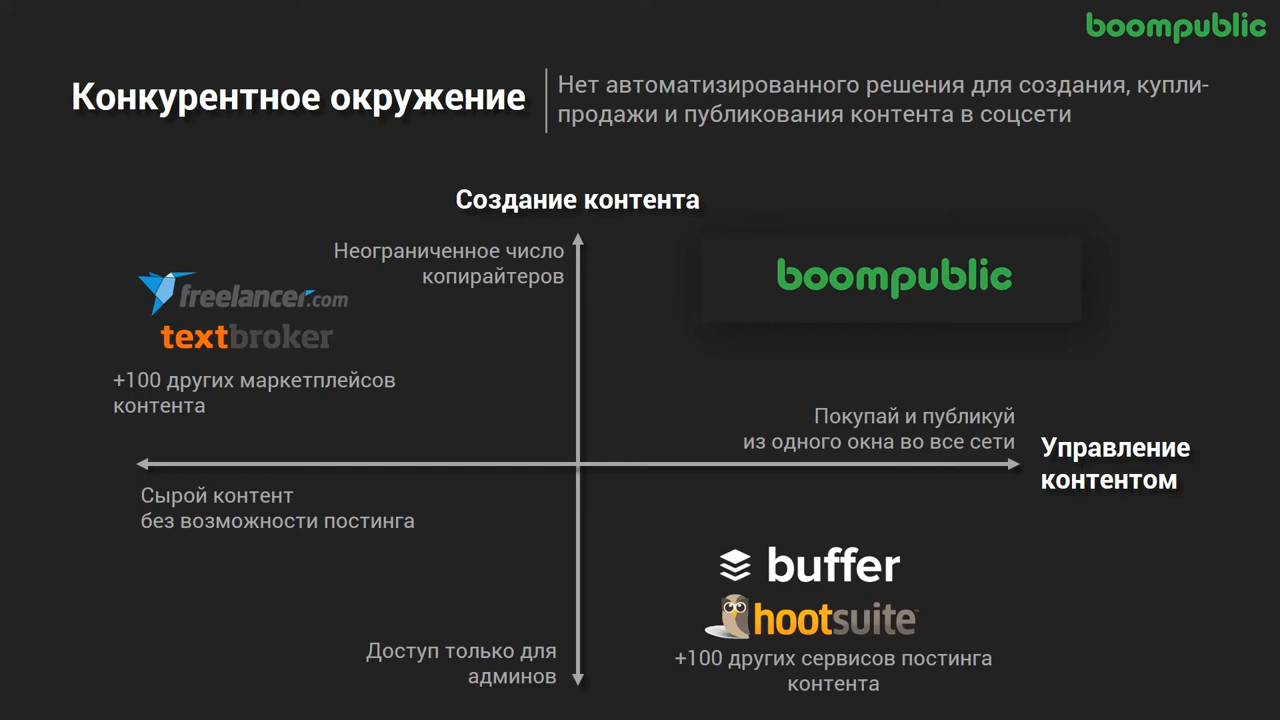 boompublic
Конкурентное окружение
Нет автоматизированного решения для создания, купли-
продажи и публикования контента в соцсети
Создание контента
Неограниченное число
копирайтеров
boompublic
freelancer.com
textbroker
+100 других маркетплейсов
контента
Покупай и публикуй
из одного окна во все сети
Управление
контентом
Сырой контент
без возможности постинга
buffer
hootsuite
Доступ только для
админов
+100 других сервисов постинга
контента